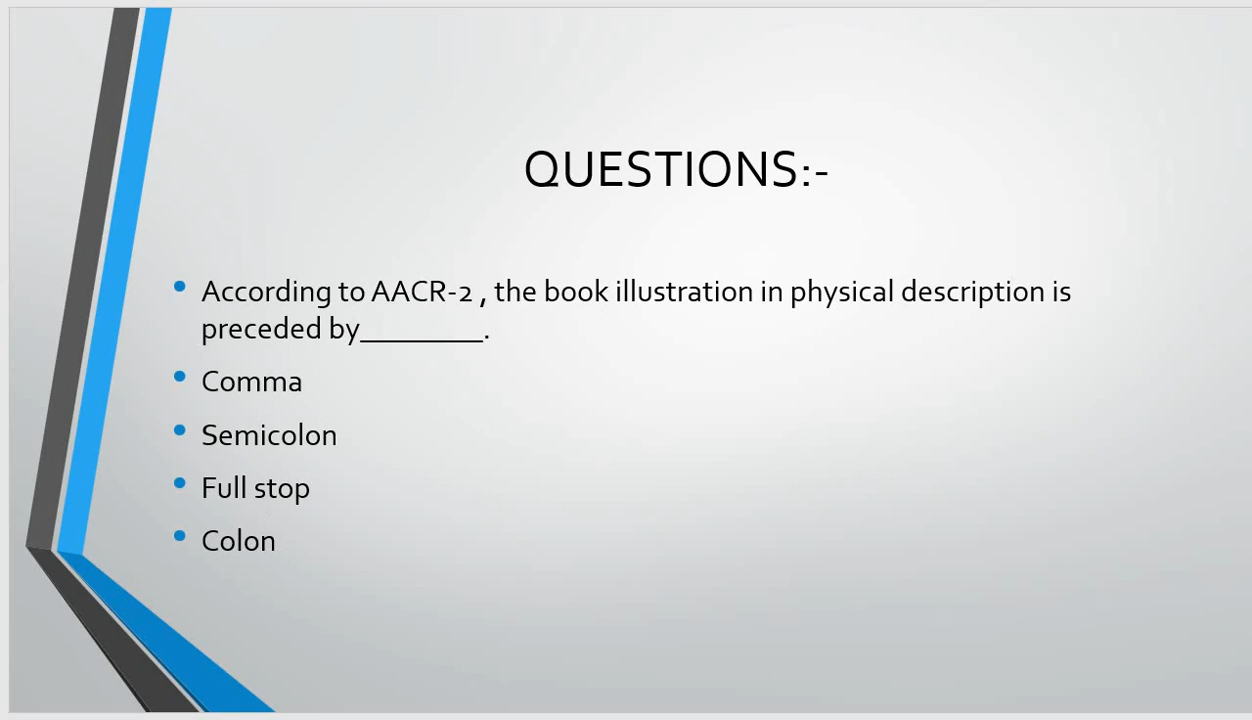 QUESTIONS:-
• According to AACR-2 , the book illustration in physical description is
preceded by_________.
• Comma
• Semicolon
• Full stop
• Colon